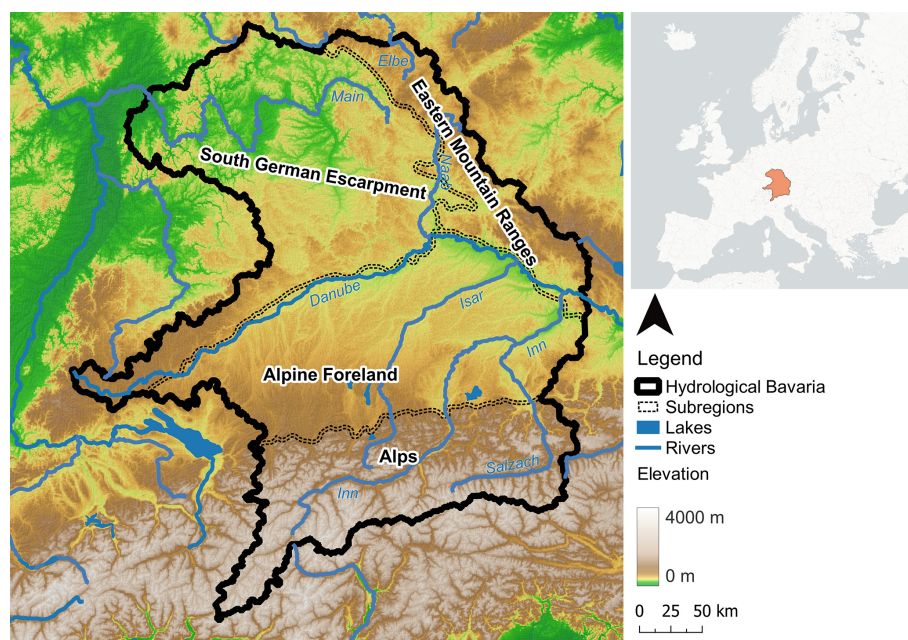 Elbe
Main
Eastern Mountain Ranges
South German Escarpment
Naab
Danube
Isar
Inn
Alpine Foreland
Alps
Salzach
Inn
Legend
Hydrological Bavaria
Subregions
Lakes
Rivers
Elevation
4000 m
0 m
0 25 50 km